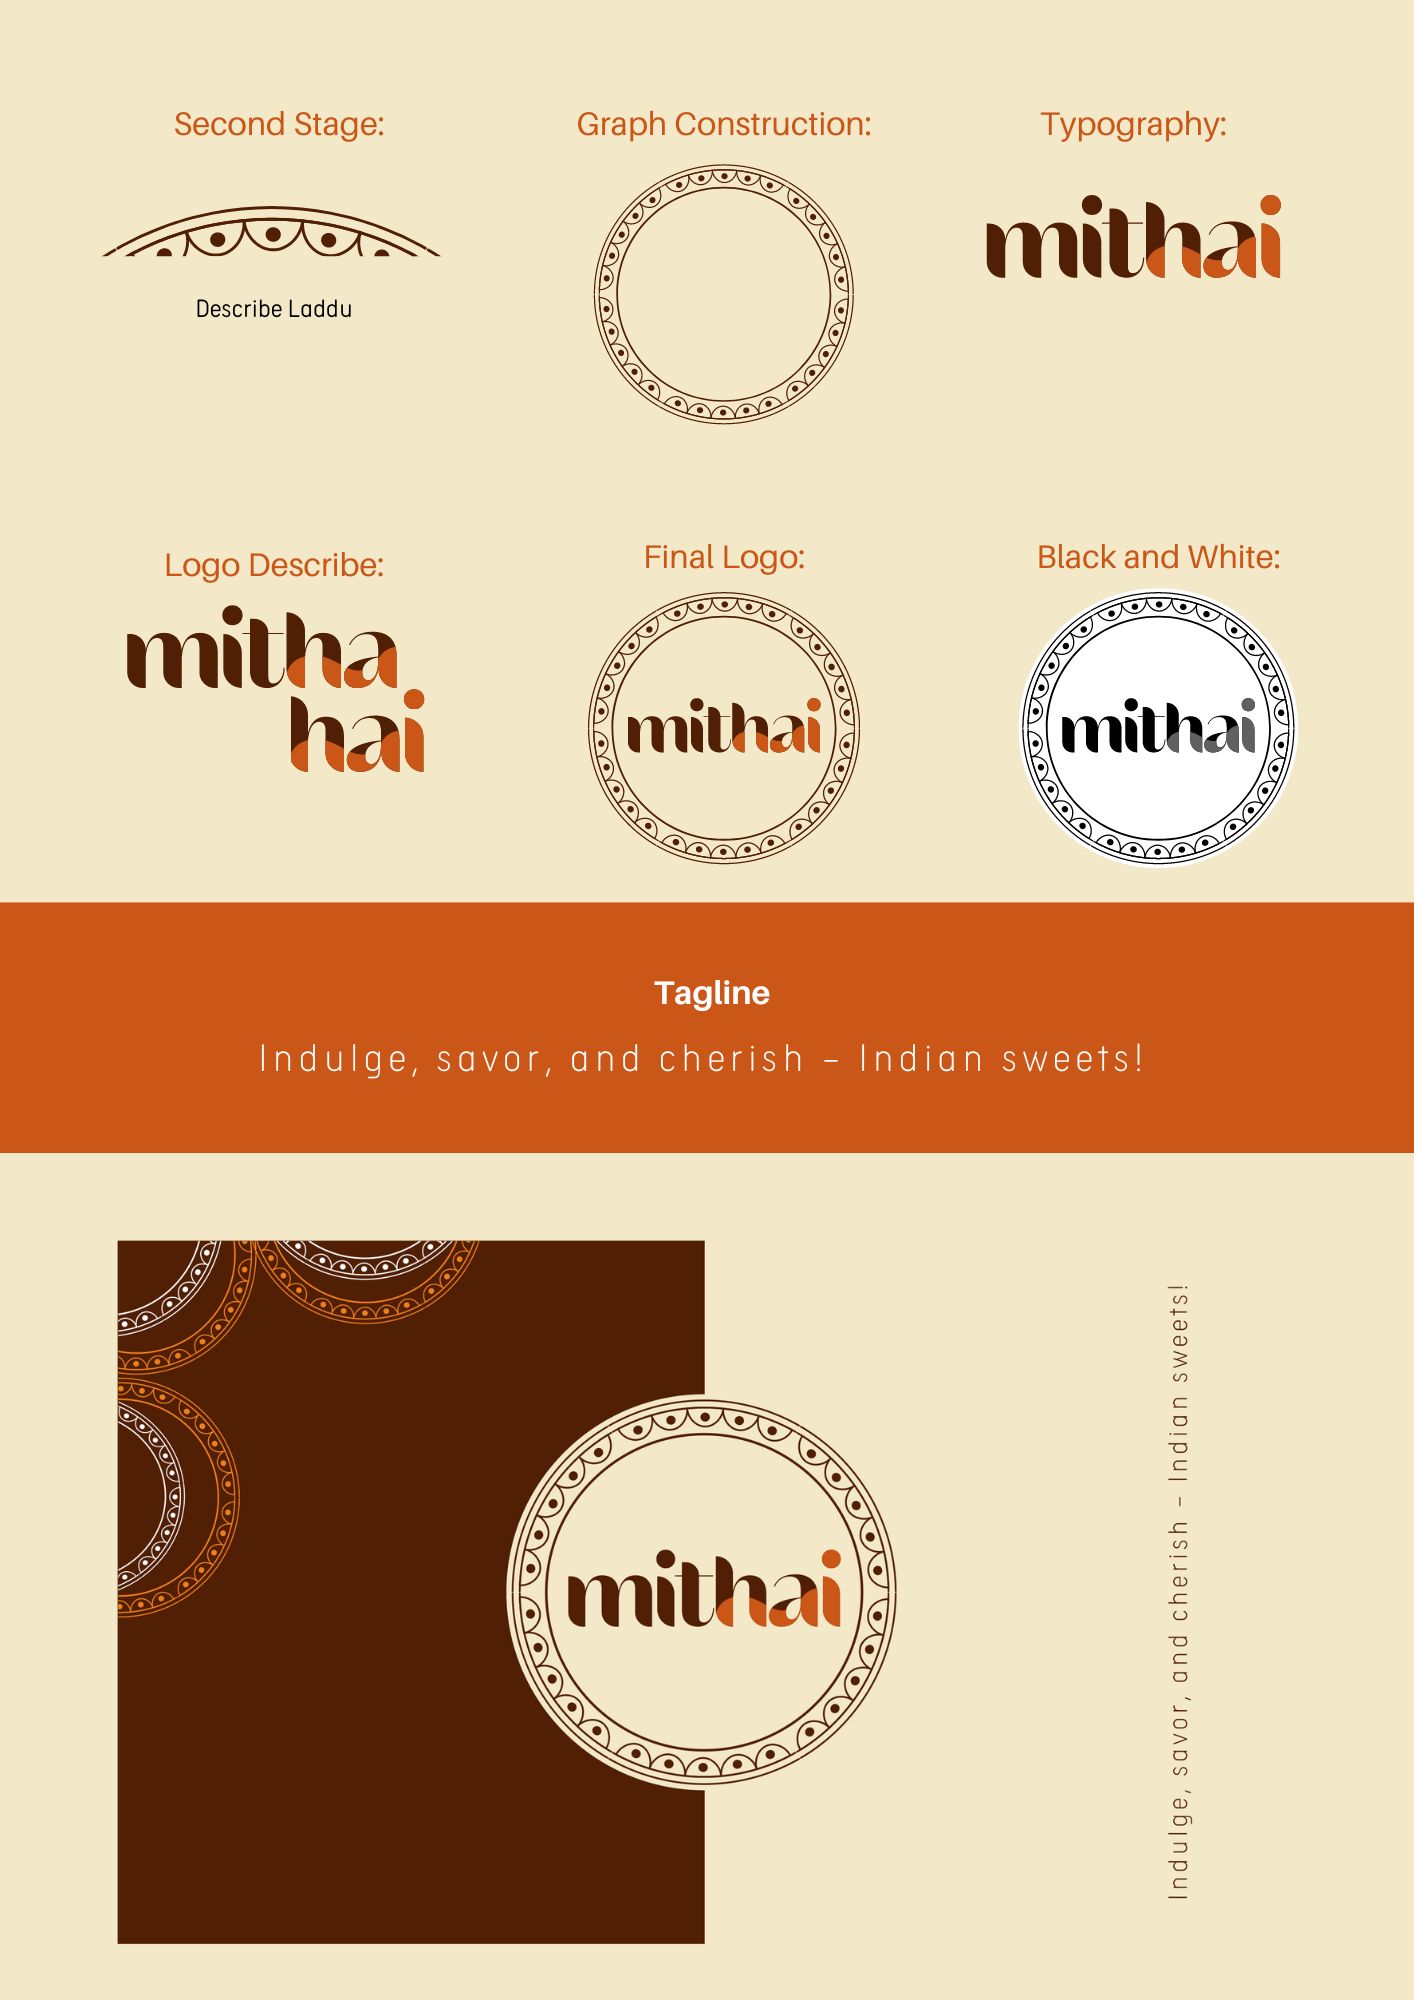 Second Stage:
Graph Construction:
Typography:
Describe Laddu
mithai
Logo Describe:
Final Logo:
Black and White:
mitha
hai
mithai
mithai
Tagline
Indulge, savor, and cherish – Indian sweets!
mithai
Indulge, savor, and cherish – Indian sweets!